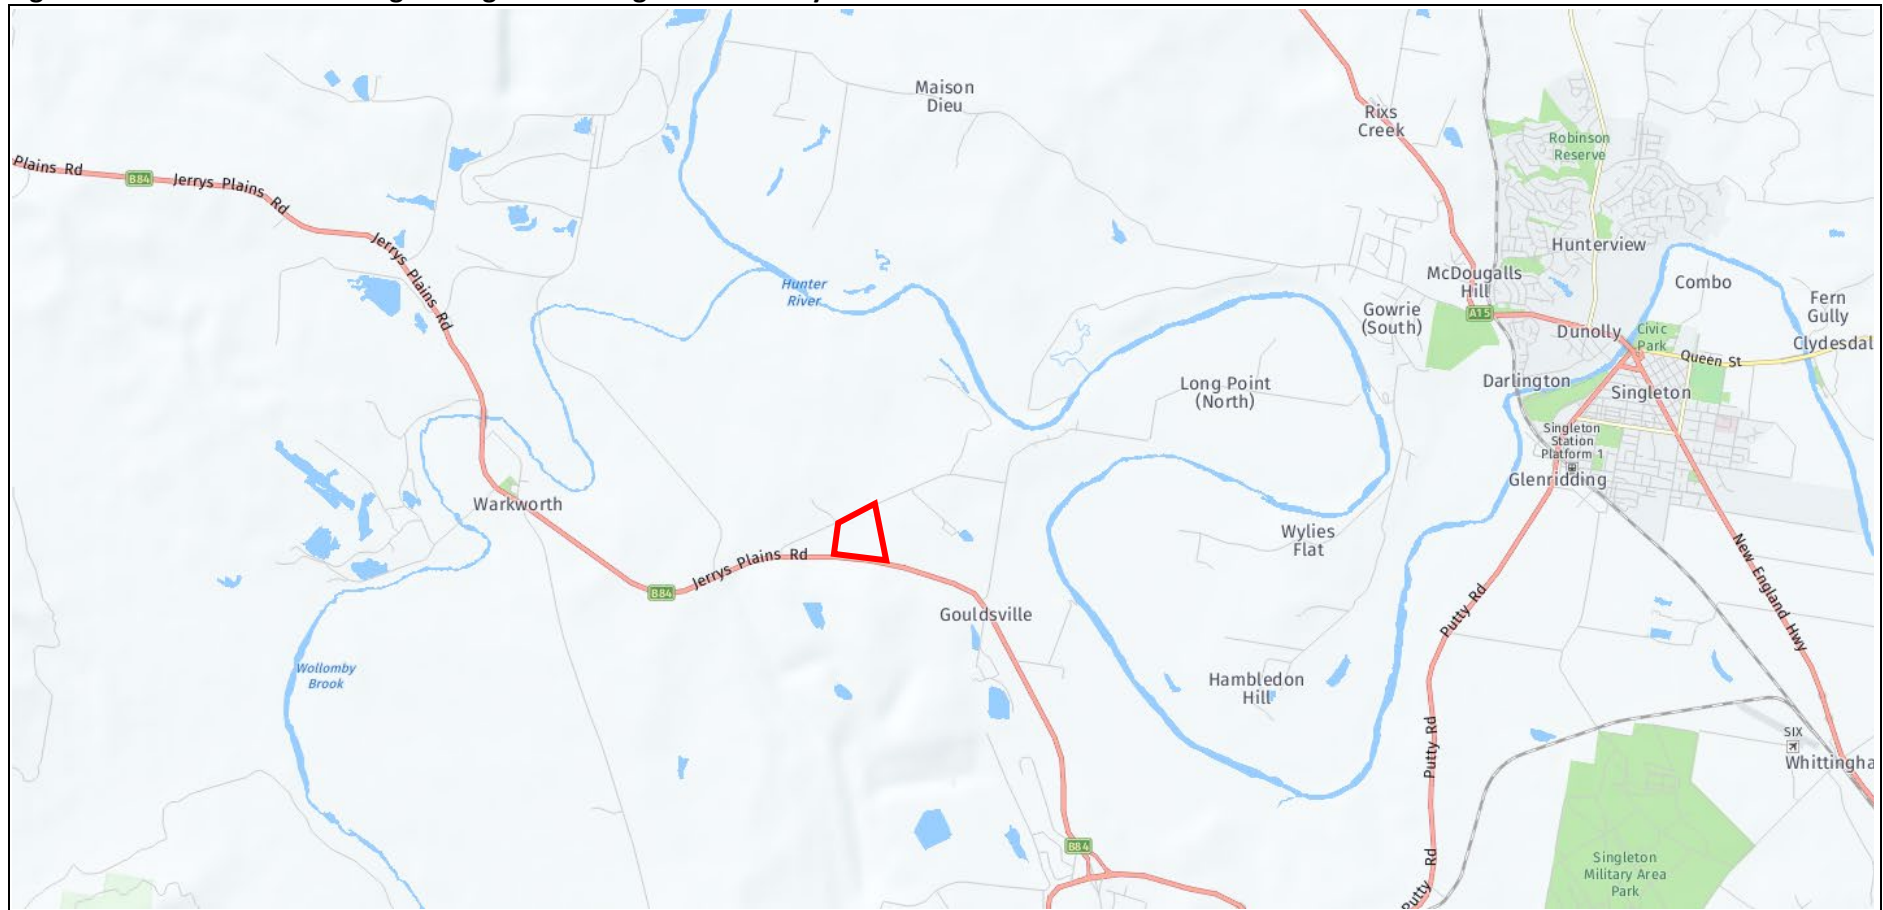 Maison
Dieu
Rixs
Creek
Robinson
Reserve
Plains Rd
B84
Jerrys Plains Rd
Jerrys Plains Rd
Hunterview
McDougalls
Hill
Combo
Hunter
River
Gowrie
(South)
A15
Fern
Gully
Dunolly
Civic
Park
Queen St
Clydesdal
Long Point
(North)
Darlington
Singleton
Singleton
Station
Platform 1
Glenridding
Warkworth
Wylies
Flat
Jerrys Plains Rd
B84
New England Hwy
Putty Rd
Gouldsville
Wollomby
Brook
Hambledon
Hill
Putty Rd
SIX
Whittingha
B84
Putty Rd
Singleton
Military Area
Park